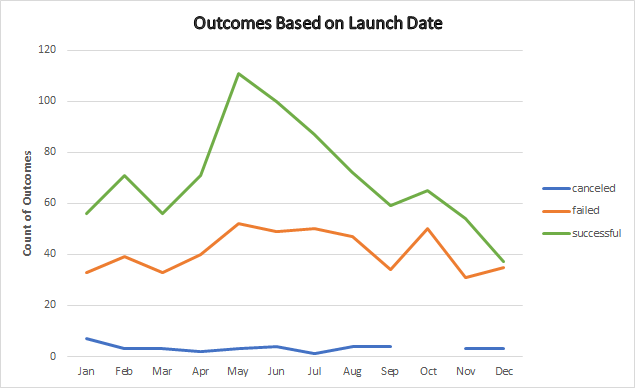 Outcomes Based on Launch Date
Count of Outcomes
120
100
80
60
40
20
0
Jan Feb Mar Apr May Jun Jul Aug Sep Oct Nov Dec
canceled
failed
successful